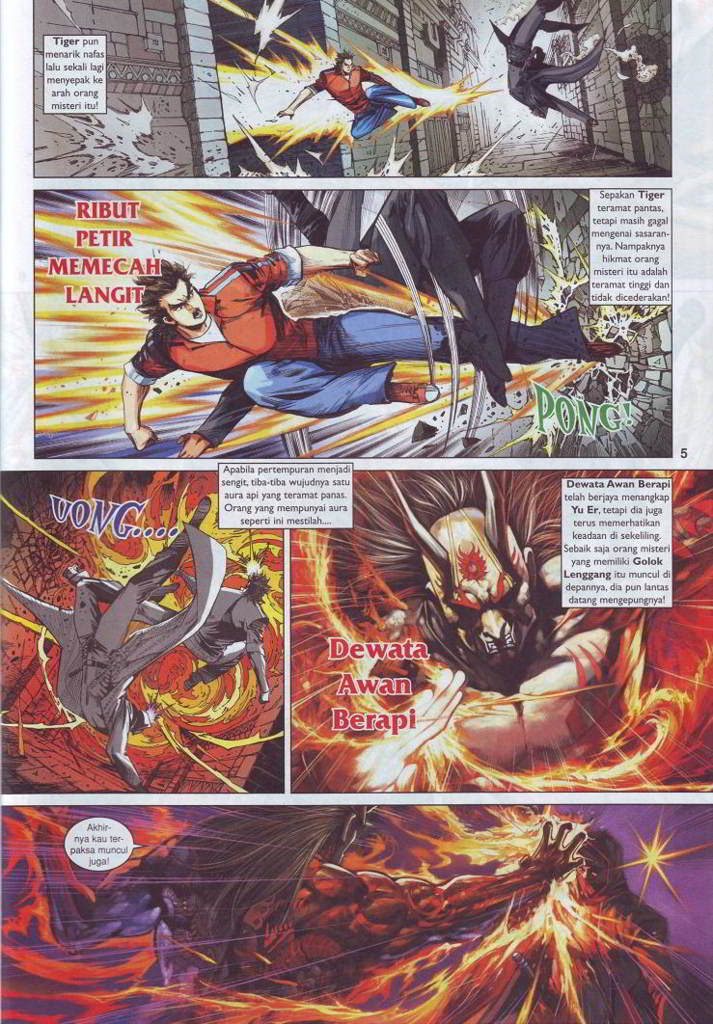 Tiger pun
menarik nafas
lalu sekali lagi
menyepak ke
arah orang
misteri itu!
RIBUT
PETIR
MEMECAH
LANGIT
Sepakan Tiger
teramat pantas,
tetapi masih gagal
mengenai sasaran-
nya. Nampaknya
hikmat orang
misteri itu adalah
teramat tinggi dan
tidak dicederakan!
PONG!
5
Apabila pertempuran menjadi
sengit, tiba-tiba wujudnya satu
aura api yang teramat panas.
Orang yang mempunyai aura
seperti ini mestilah....
UONG....
Dewata Awan Berapi
telah berjaya menangkap
Yu Er, tetapi dia juga
terus memerhatikan
keadaan di sekeliling.
Sebaik saja orang misteri
yang memiliki Golok
Lenggang itu muncul di
depannya, dia pun lantas
datang mengepungnya!
Dewata
Awan
Berapi
Akhir-
nya kau ter-
paksa muncul
juga!